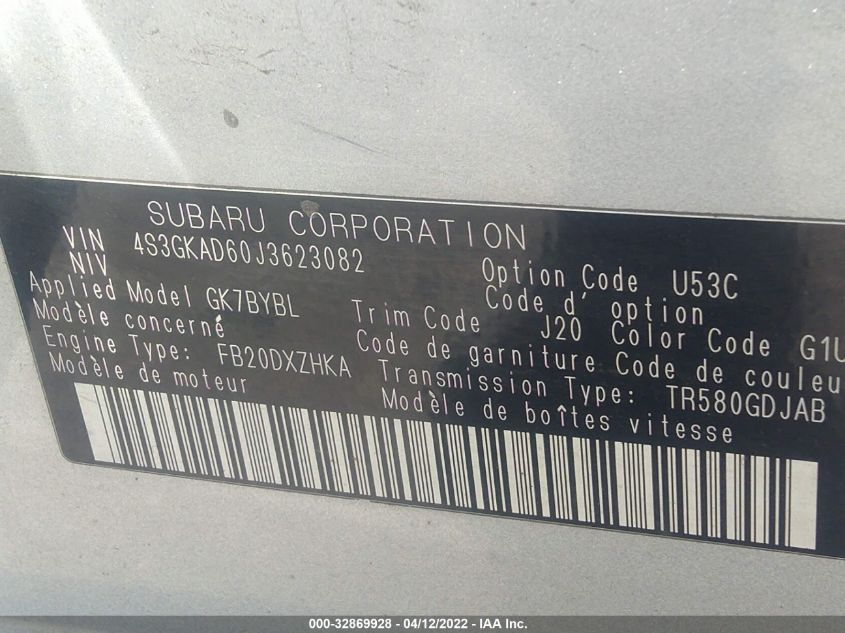 SUBARU CORPORATION
VIN 4S3GKAD60J3623082 Option Code U53C
NIV Code d' option
Applied Model GK7BYBL Trim Code J20 Color Code G1U
Modèle concerné Code de garniture Code de couleu
Engine Type: FB20DXZHKA Transmission Type: TR580GDJAB
Modèle de moteur Modèle de boîtes vitesse
000-32869928 - 04/12/2022 - IAA Inc.